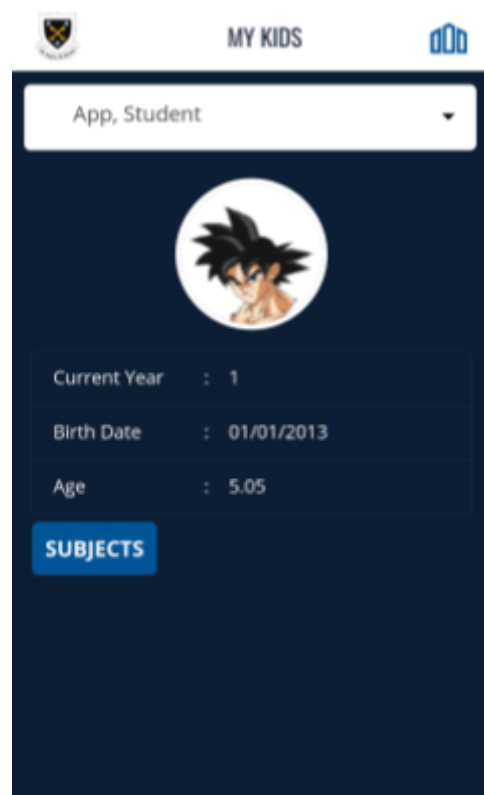 MY KIDS
App, Student
Current Year : 1
Birth Date : 01/01/2013
Age : 5.05
SUBJECTS